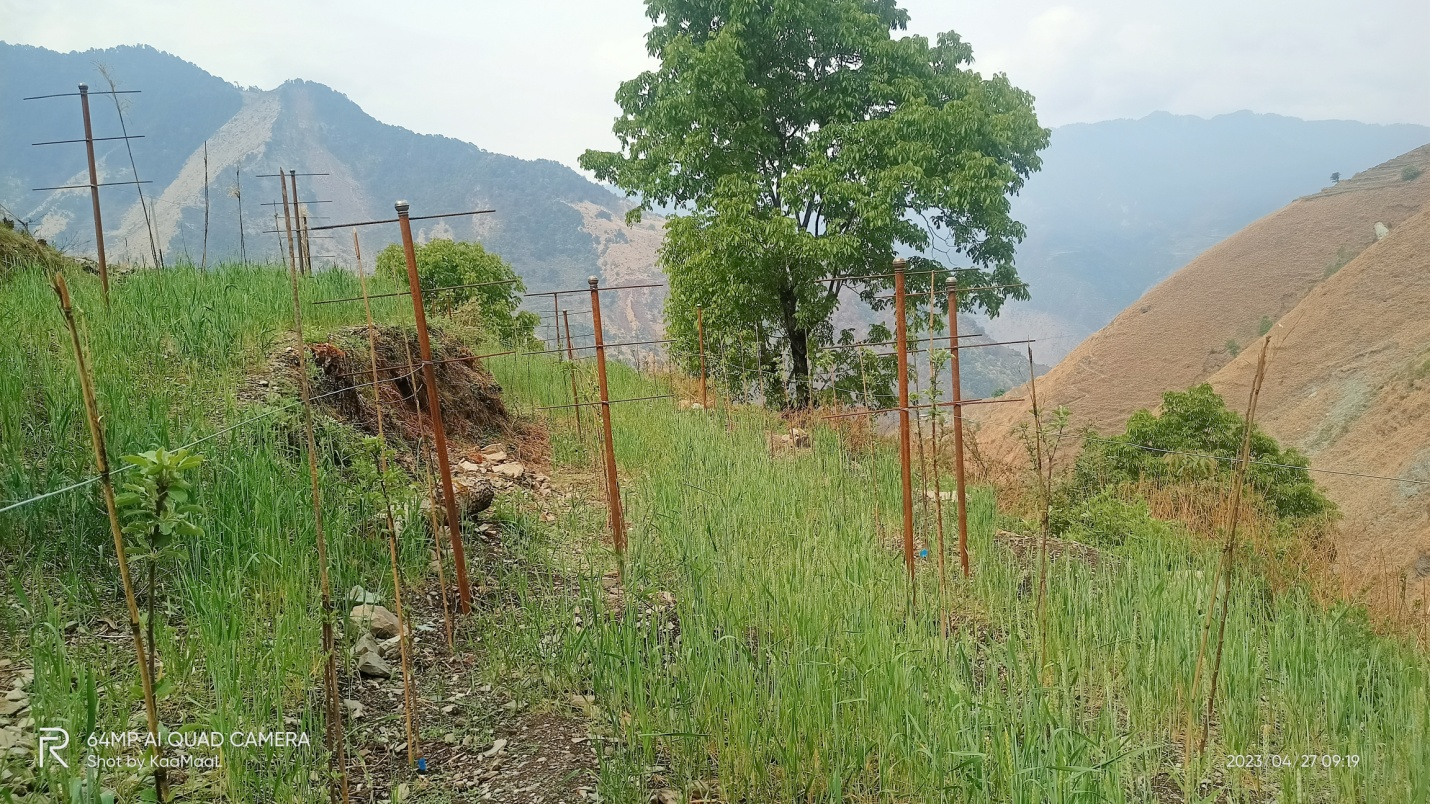 R
64MP AI QUAD CAMERA
Shot by KaaMaaL
2023/04/27 09:19